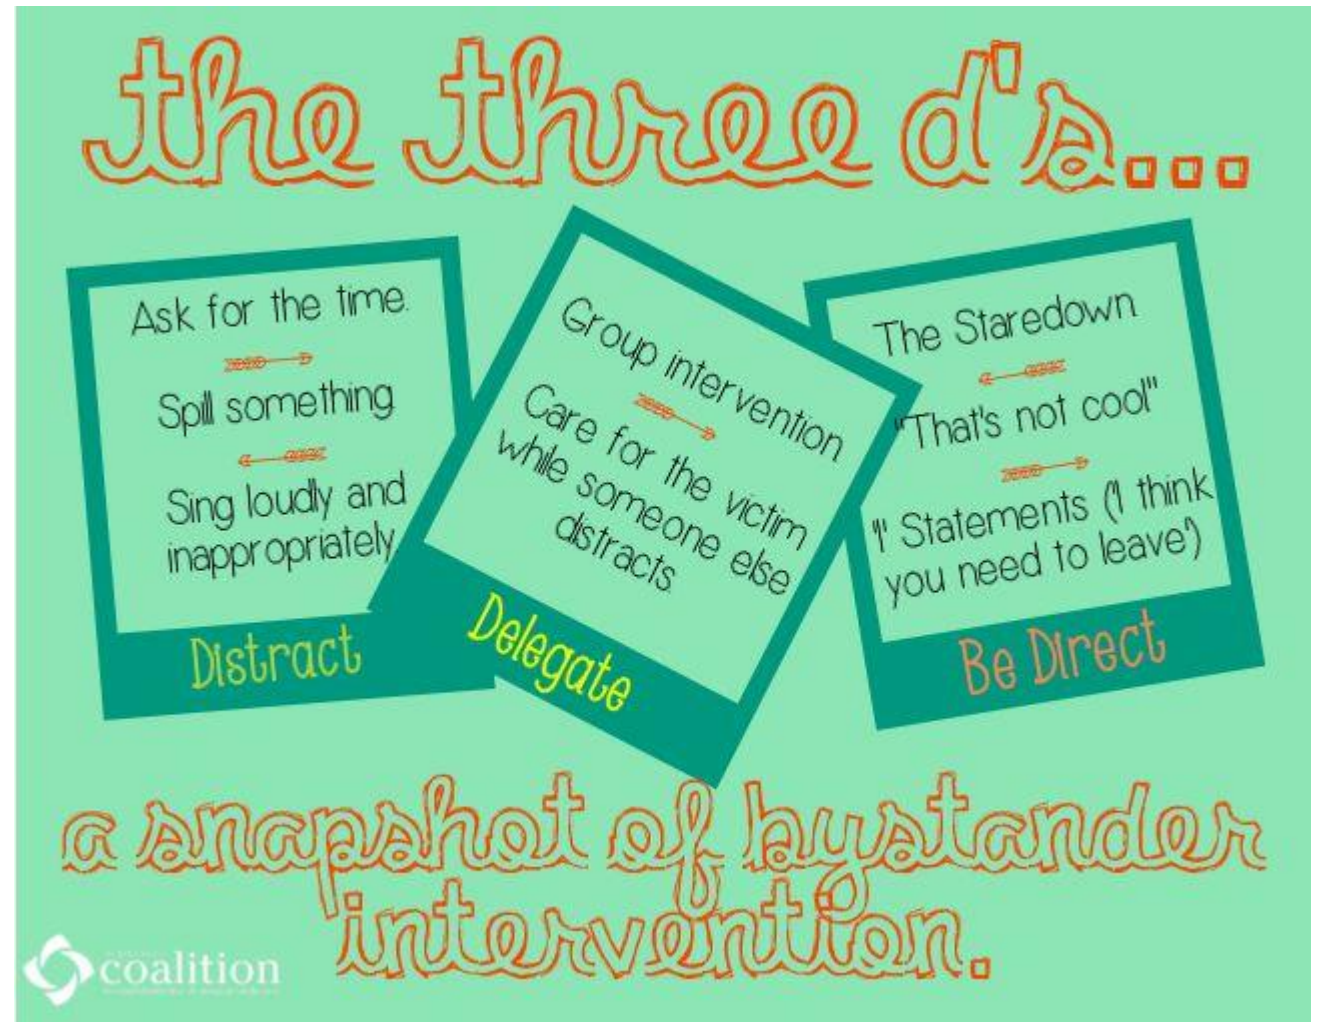 the three d's...
Ask for the time.
Spill something
Sing loudly and
inappropriately.
Distract
Group intervention
Care for the victim
while someone else
distracts.
Delegate
The Staredown
"That's not cool"
"I" Statements ('I think
you need to leave')
Be Direct
a snapshot of bystander
intervention.
coalition